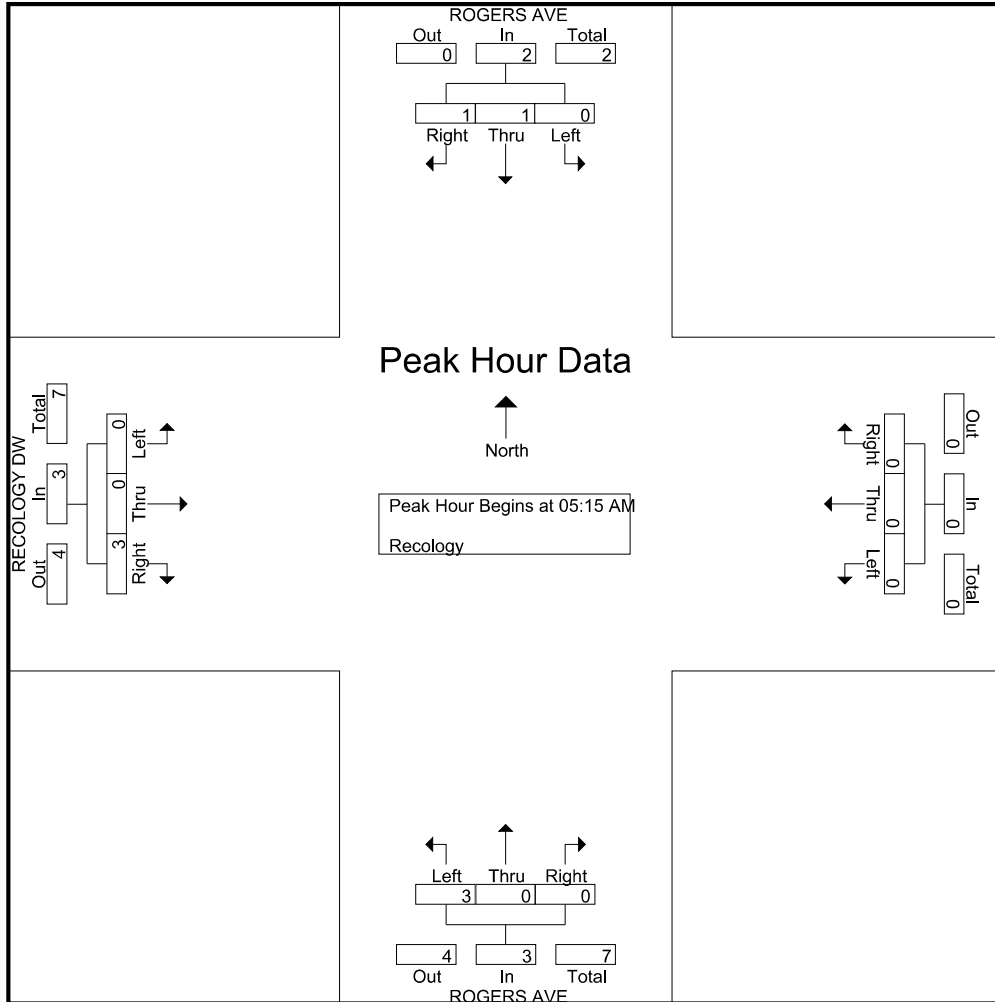 ROGERS AVE
Out In Total
0 2 2
1 1 0
Right Thru Left
Peak Hour Data
North
Peak Hour Begins at 05:15 AM
Recology
RECOLOGY DW
Out In Total
4 3 7
0 0 3
Left Thru Right
Out In Total
0 0 0
0 0 0
Right Thru Left
Left Thru Right
3 0 0
4 3 7
Out In Total
ROGERS AVE